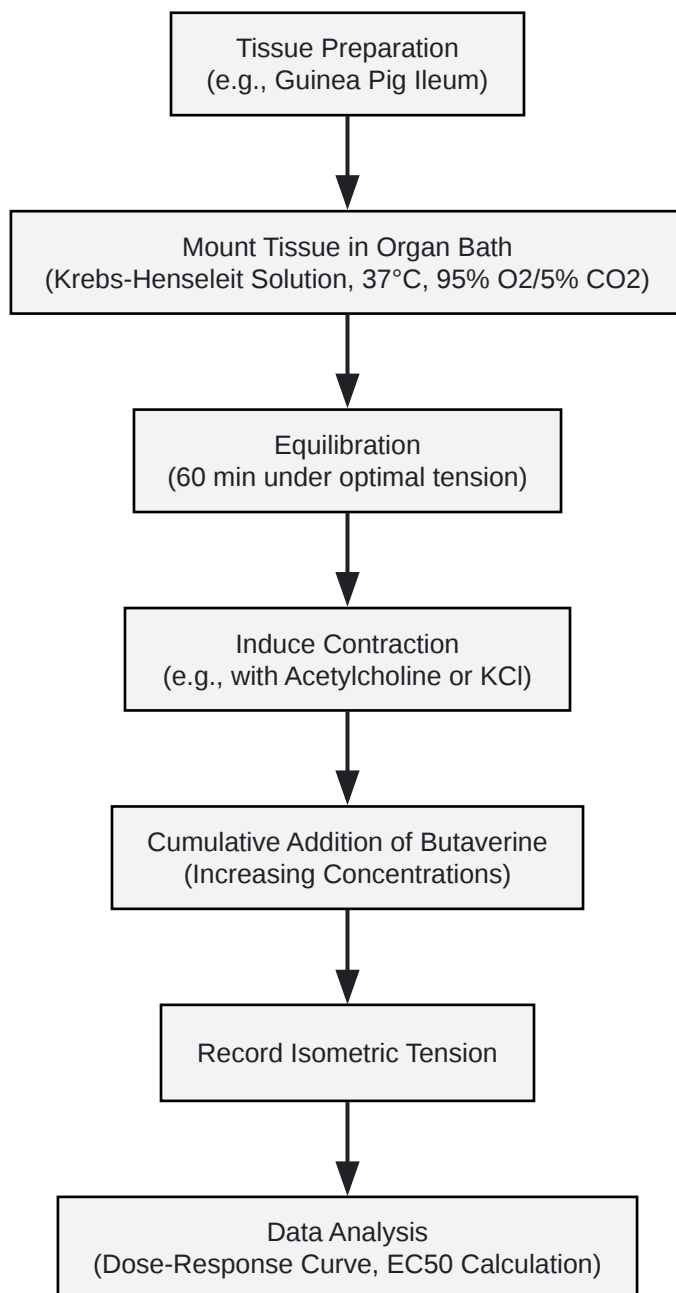 Tissue Preparation
(e.g., Guinea Pig Ileum)
Mount Tissue in Organ Bath
(Krebs-Henseleit Solution, 37°C, 95% O2/5% CO2)
Equilibration
(60 min under optimal tension)
Induce Contraction
(e.g., with Acetylcholine or KCl)
Cumulative Addition of Butaverine
(Increasing Concentrations)
Record Isometric Tension
Data Analysis
(Dose-Response Curve, EC50 Calculation)